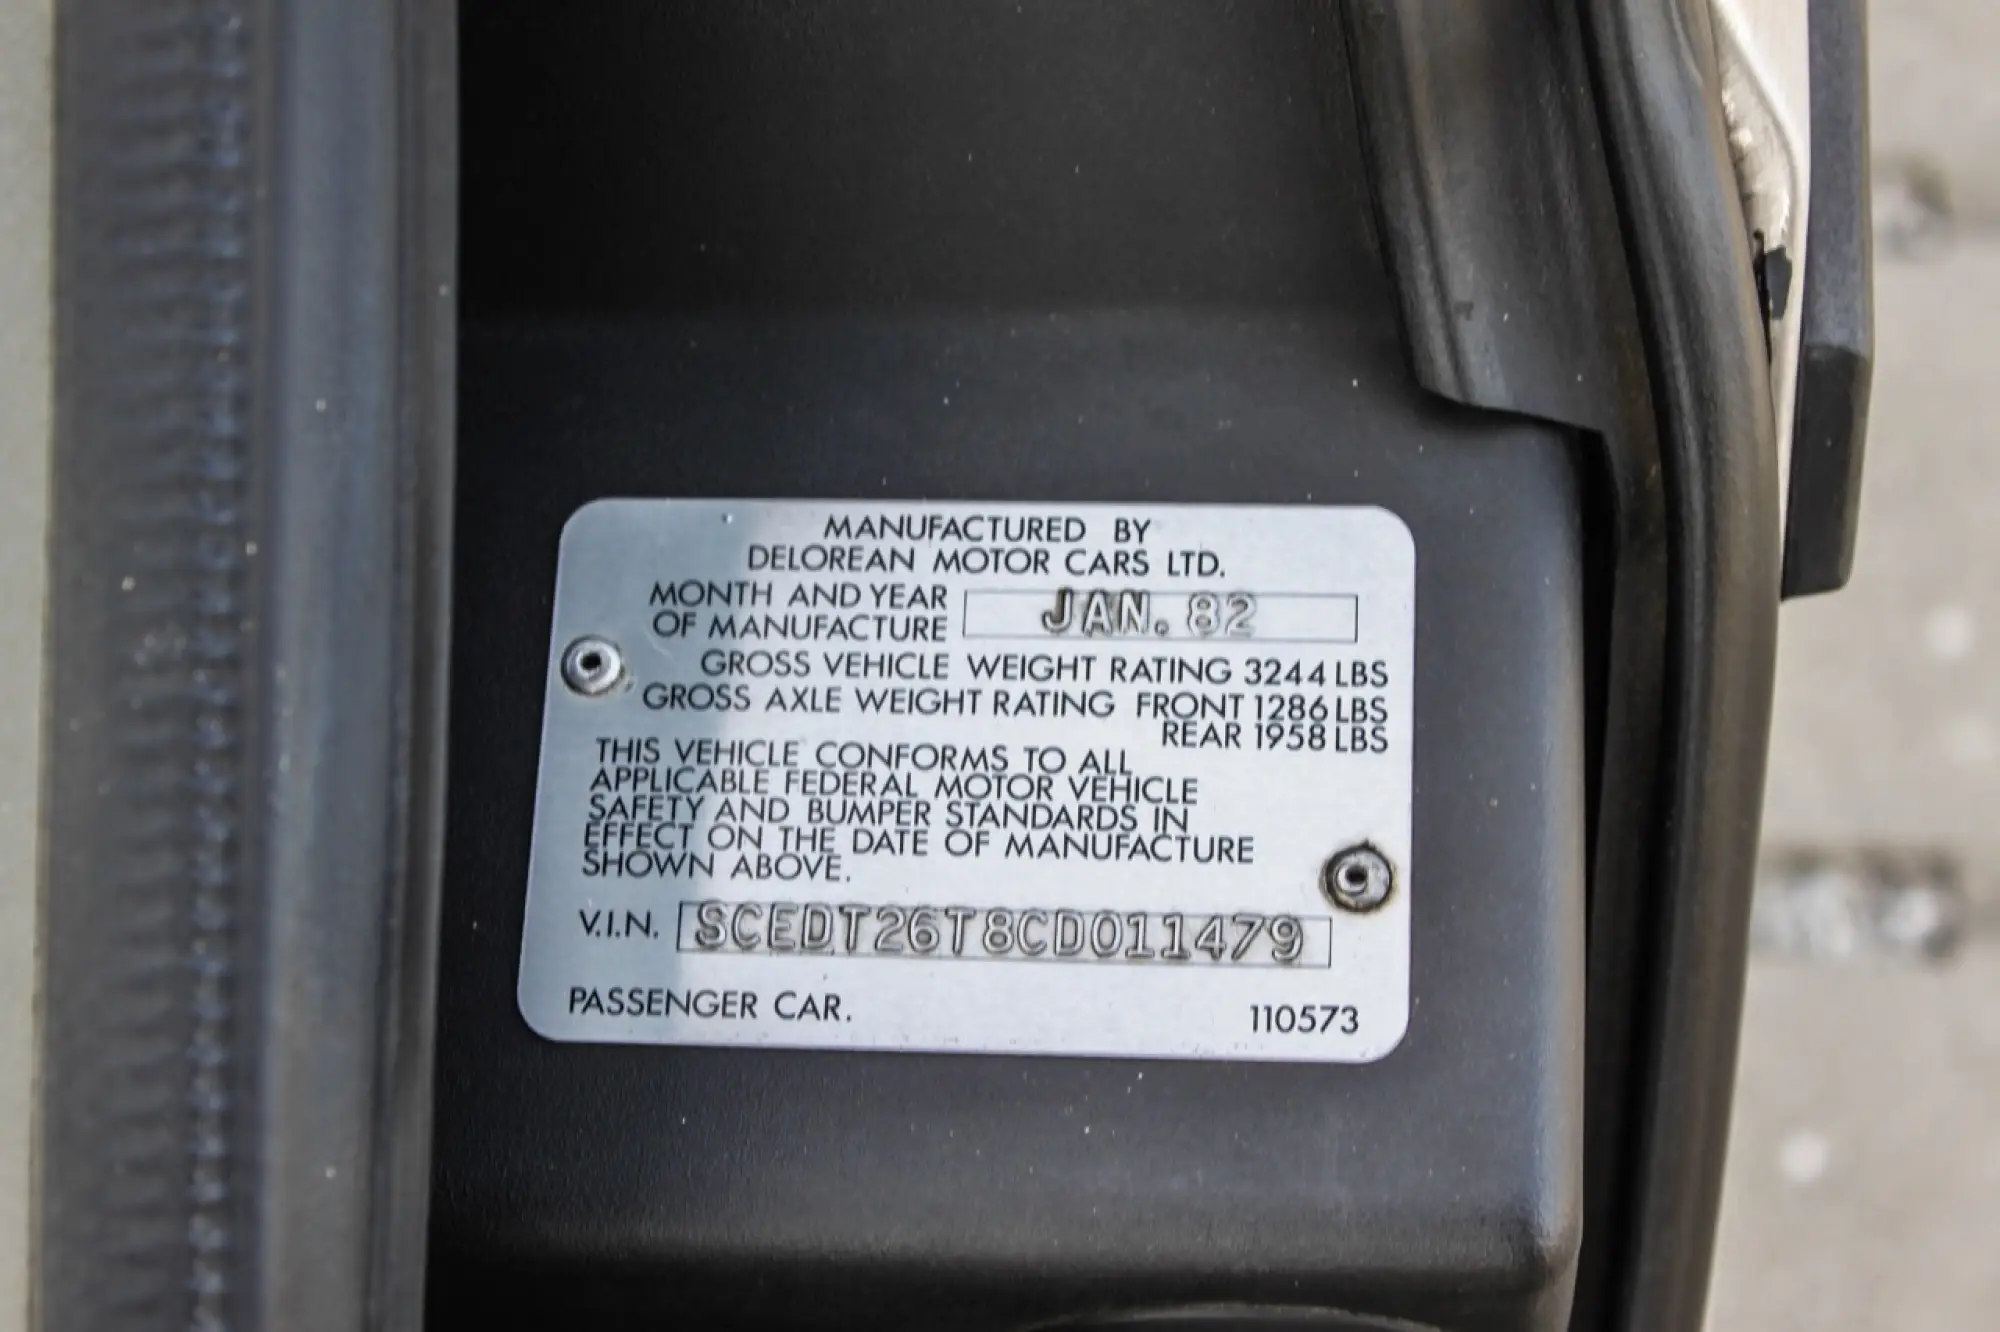 MANUFACTURED BY
DELOREAN MOTOR CARS LTD.
MONTH AND YEAR
OF MANUFACTURE JAN. 82
GROSS VEHICLE WEIGHT RATING 3244 LBS
GROSS AXLE WEIGHT RATING FRONT 1286 LBS
REAR 1958 LBS
THIS VEHICLE CONFORMS TO ALL
APPLICABLE FEDERAL MOTOR VEHICLE
SAFETY AND BUMPER STANDARDS IN
EFFECT ON THE DATE OF MANUFACTURE
SHOWN ABOVE.
V.I.N. SCEDT26T8CD011479
PASSENGER CAR. 110573